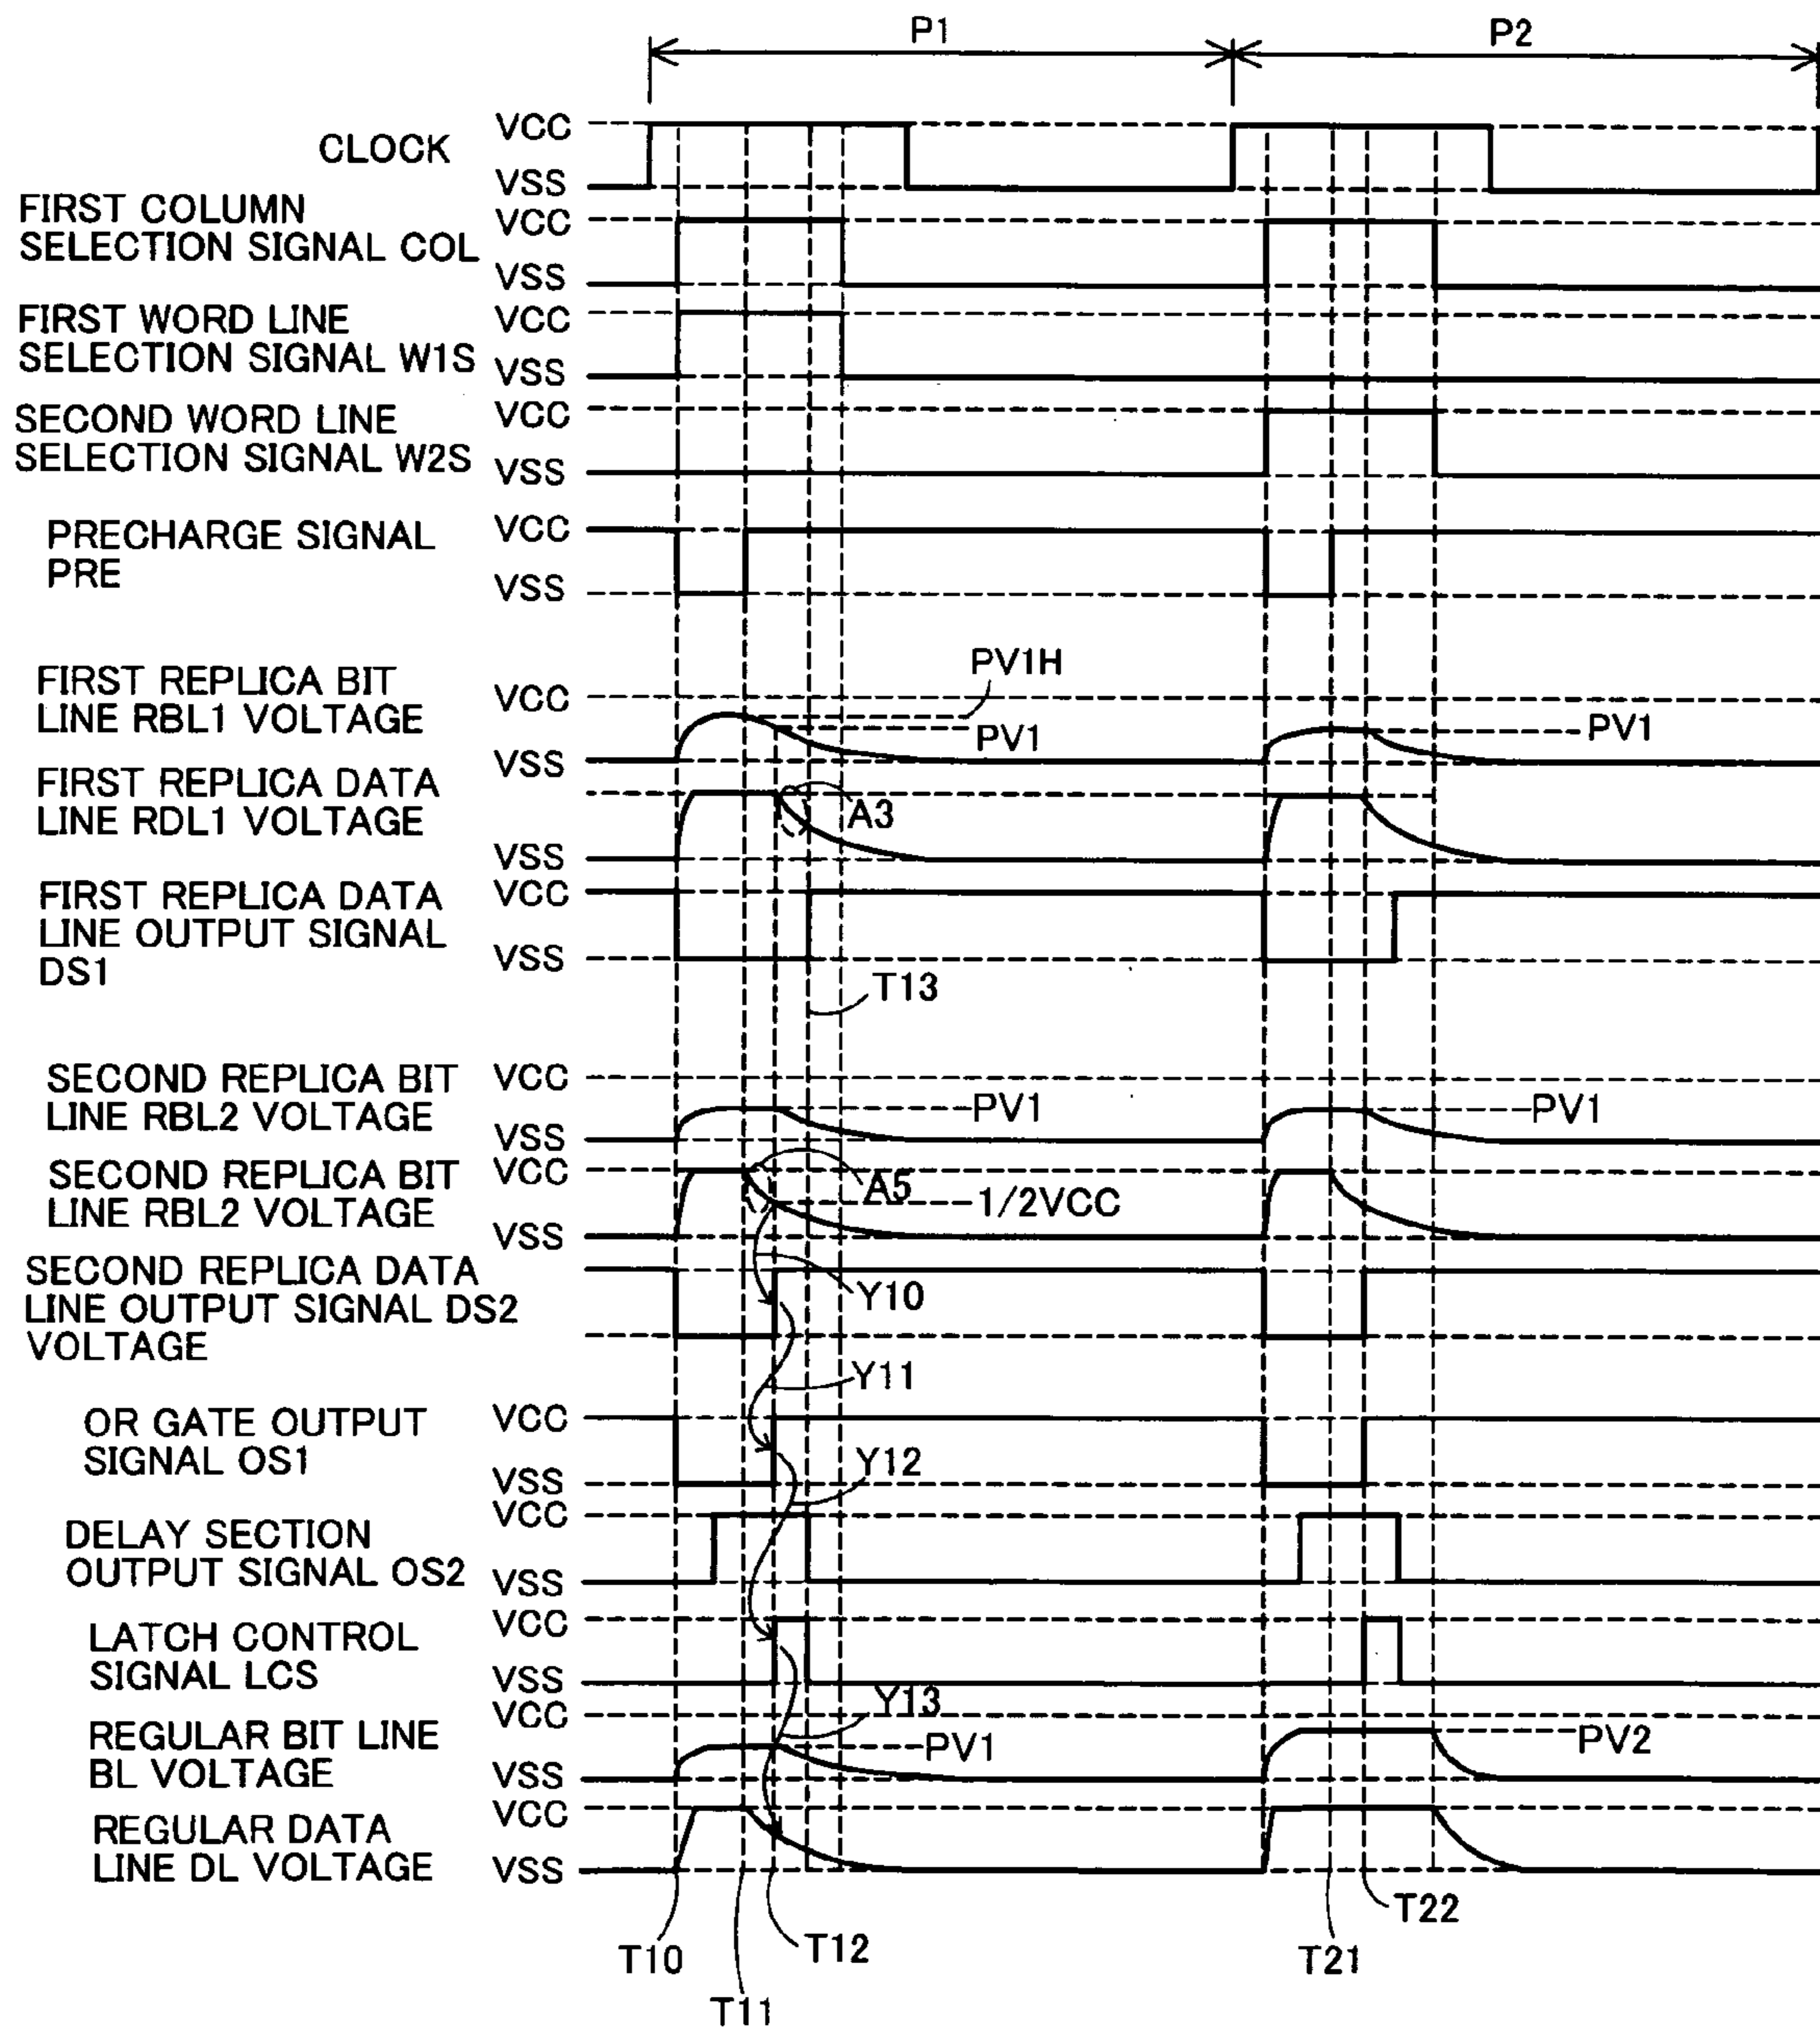 P1
P2
CLOCK
VCC
VSS
FIRST COLUMN
SELECTION SIGNAL COL
VCC
VSS
FIRST WORD LINE
SELECTION SIGNAL W1S
VCC
VSS
SECOND WORD LINE
SELECTION SIGNAL W2S
VCC
VSS
PRECHARGE SIGNAL
PRE
VCC
VSS
FIRST REPLICA BIT
LINE RBL1 VOLTAGE
VCC
VSS
PV1H
PV1
PV1
FIRST REPLICA DATA
LINE RDL1 VOLTAGE
VSS
A3
FIRST REPLICA DATA
LINE OUTPUT SIGNAL
DS1
VCC
VSS
T13
SECOND REPLICA BIT
LINE RBL2 VOLTAGE
VCC
VSS
PV1
PV1
SECOND REPLICA BIT
LINE RBL2 VOLTAGE
VCC
VSS
A5
1/2VCC
SECOND REPLICA DATA
LINE OUTPUT SIGNAL DS2
VOLTAGE
Y10
Y11
OR GATE OUTPUT
SIGNAL OS1
VCC
VSS
Y12
DELAY SECTION
OUTPUT SIGNAL OS2
VCC
VSS
LATCH CONTROL
SIGNAL LCS
VCC
VSS
Y13
REGULAR BIT LINE
BL VOLTAGE
VCC
VSS
PV1
PV2
REGULAR DATA
LINE DL VOLTAGE
VCC
VSS
T10
T11
T12
T21
T22